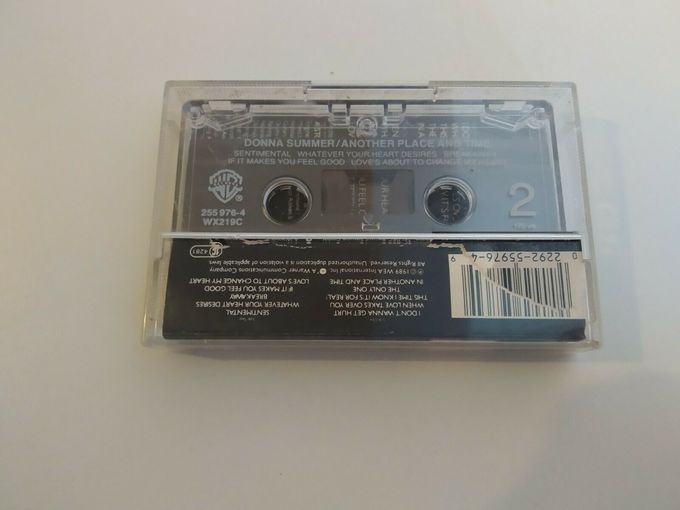 DONNA SUMMER/ANOTHER PLACE AND TIME
SENTIMENTAL WHATEVER YOUR HEART DESIRES BREAKAWAY
IF IT MAKES YOU FEEL GOOD LOVE'S ABOUT TO CHANGE MY HEART
255 976-4
WX219C
2
I DON'T WANNA GET HURT
WHEN LOVE TAKES OVER YOU
THIS TIME I KNOW IT'S FOR REAL
THE ONLY ONE
IN ANOTHER PLACE AND TIME
SENTIMENTAL
WHATEVER YOUR HEART DESIRES
BREAKAWAY
IF IT MAKES YOU FEEL GOOD
LOVE'S ABOUT TO CHANGE MY HEART
1989 WEA International Inc. A Warner Communications Company
All Rights Reserved. Unauthorized duplication is a violation of applicable laws.
4281
0 2292-55976-4 9